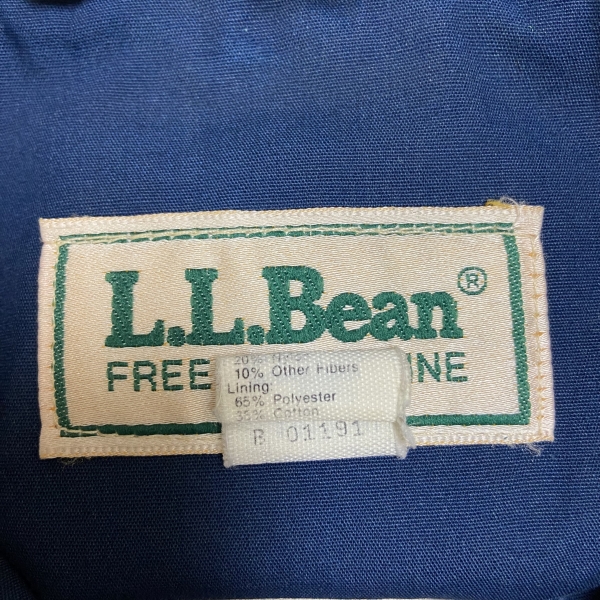 L.L.Bean®
FREE INE
10% Other Fibers
Lining:
65% Polyester
35% Cotton
B 01191